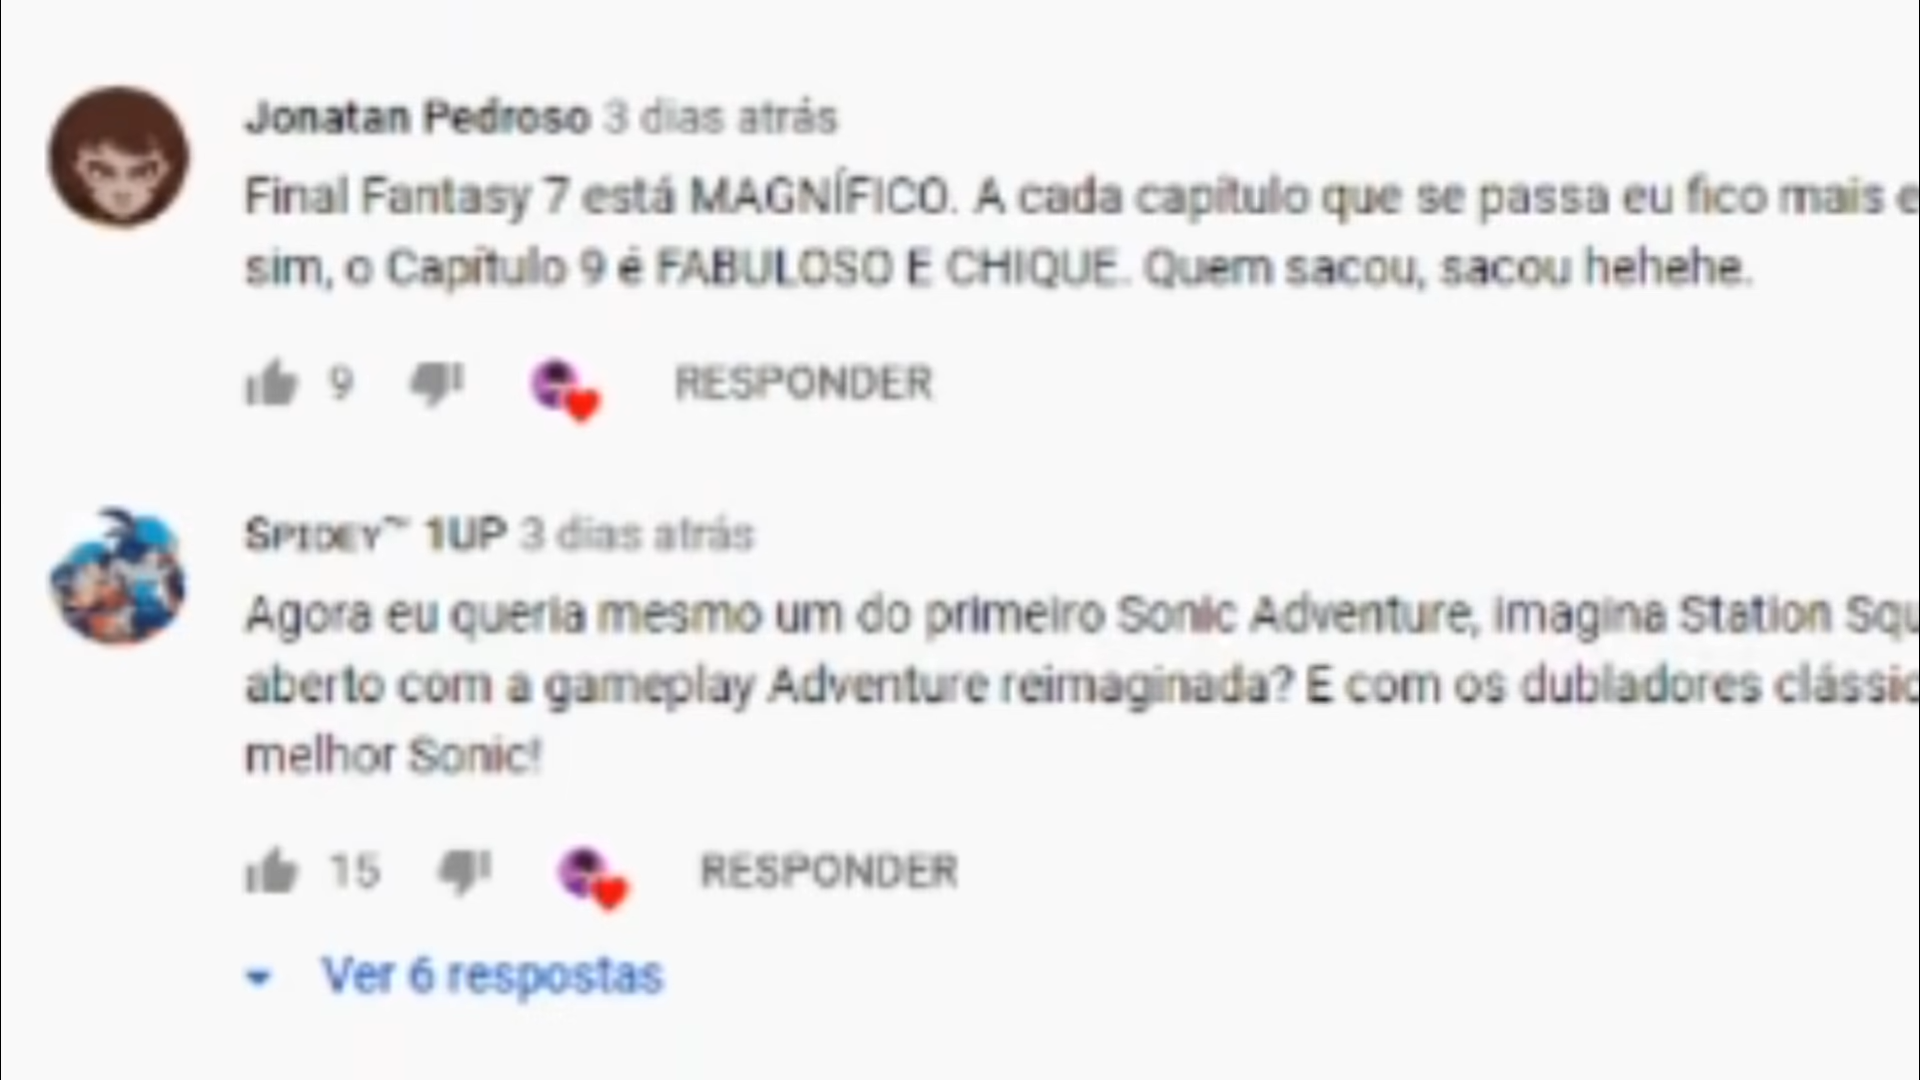 Jonatan Pedroso 3 dias atrás
Final Fantasy 7 está MAGNÍFICO. A cada capítulo que se passa eu fico mais e
sim, o Capítulo 9 é FABULOSO E CHIQUE. Quem sacou, sacou hehehe.
9 RESPONDER
Sᴘɪᴅᴇʏ™ 1UP 3 dias atrás
Agora eu queria mesmo um do primeiro Sonic Adventure, imagina Station Squ
aberto com a gameplay Adventure reimaginada? E com os dubladores clássic
melhor Sonic!
15 RESPONDER
Ver 6 respostas